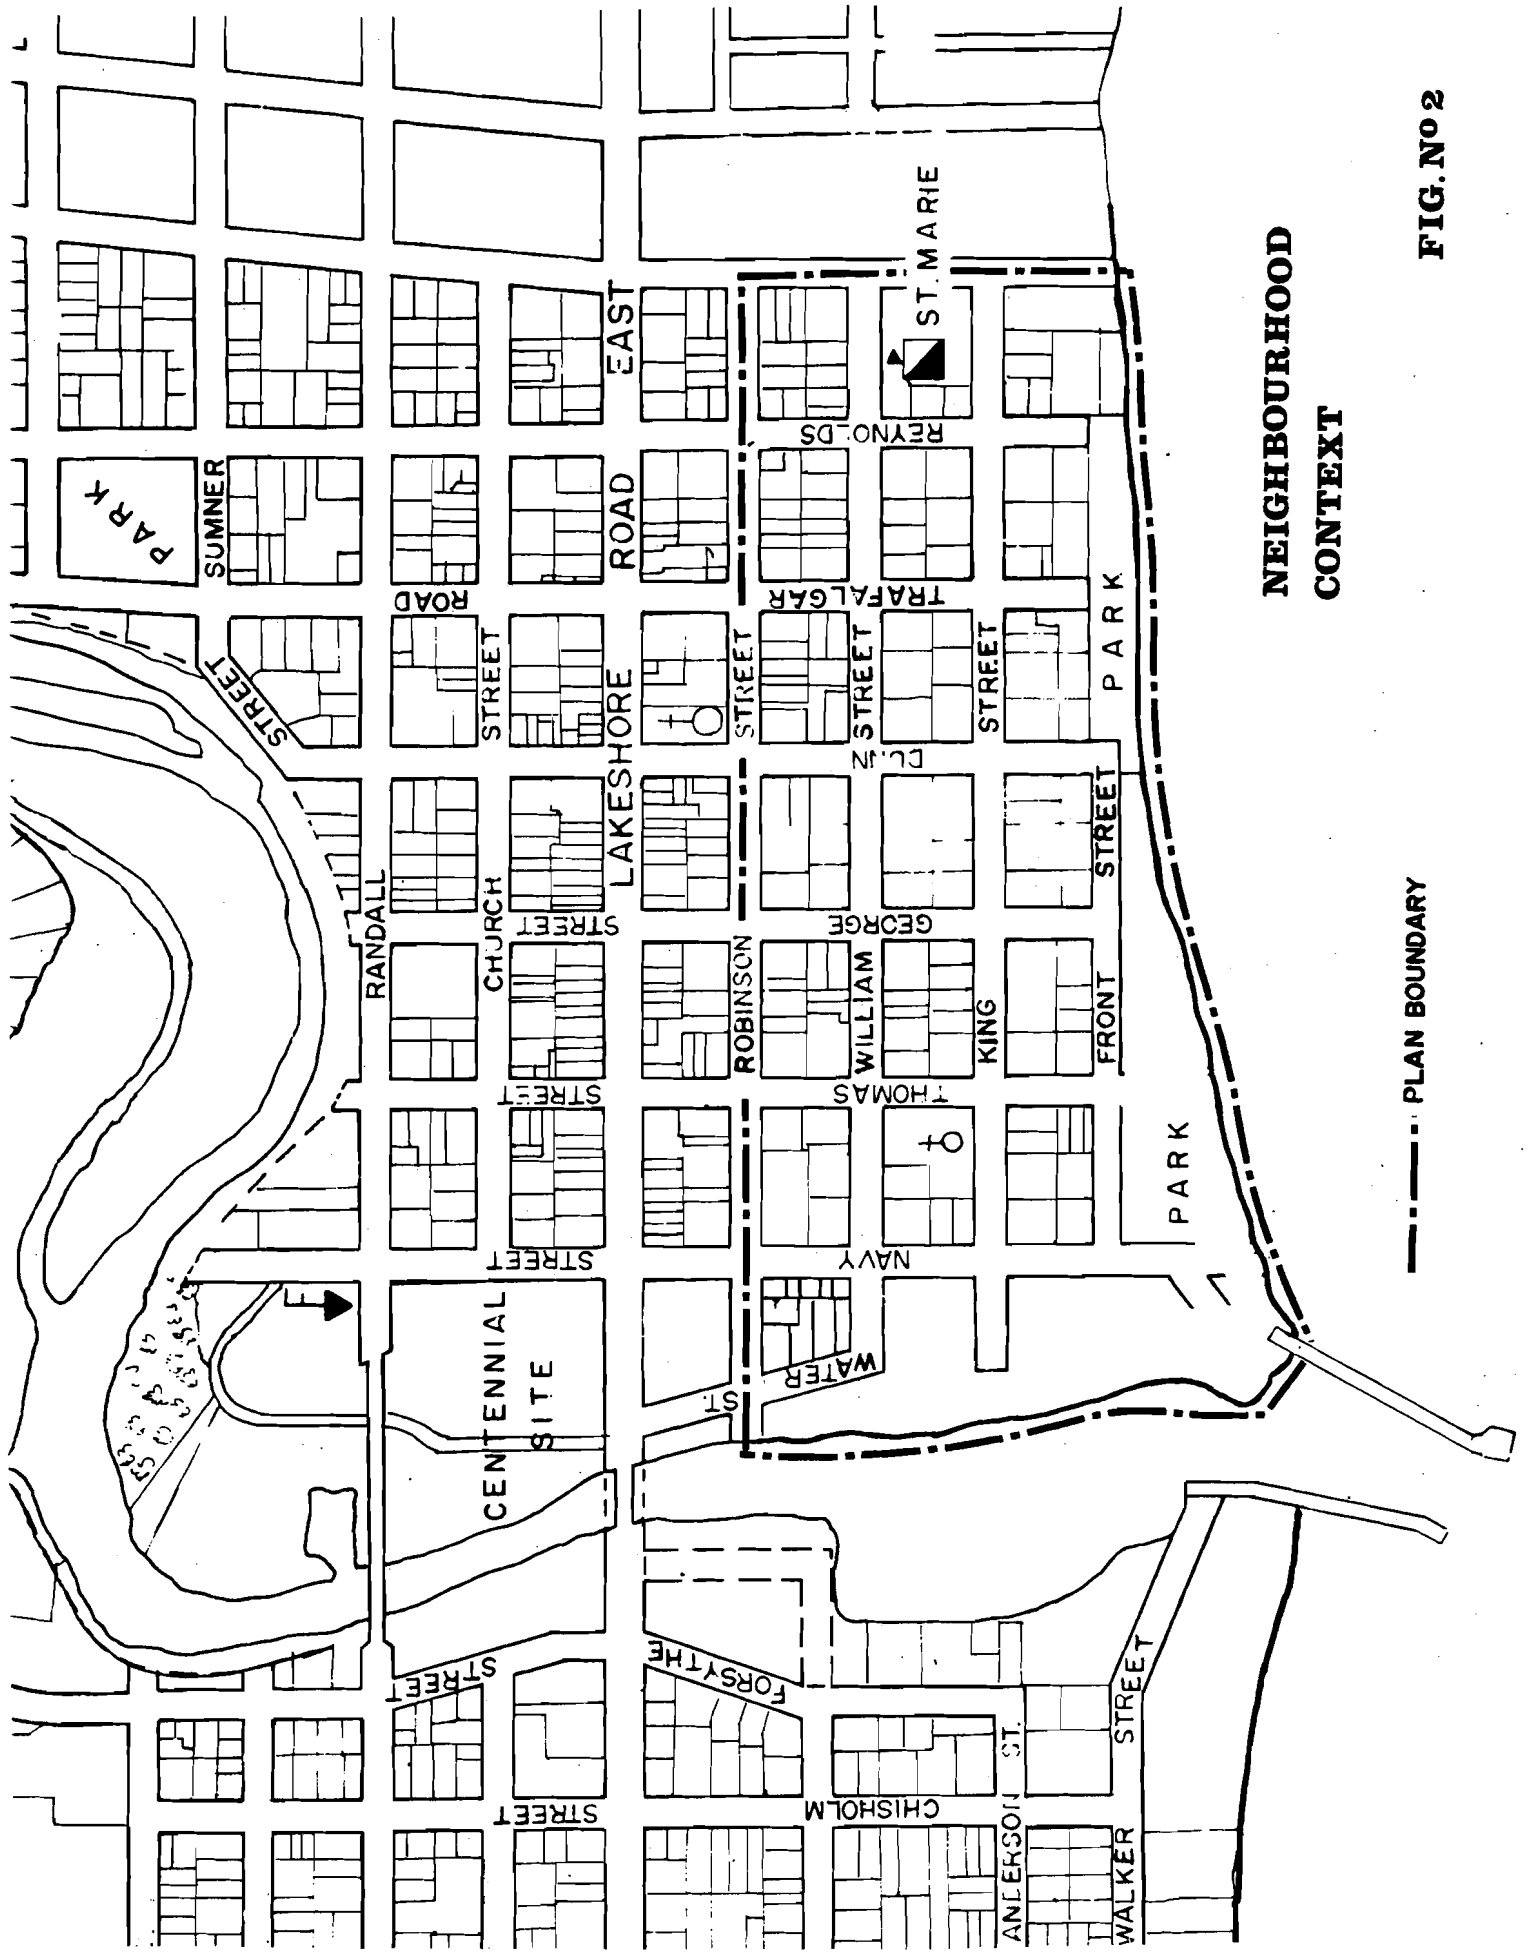 PARK
SUMNER
STREET
RANDALL
ROAD
STREET
CHURCH
STREET
STREET
STREET
EAST
ROAD
LAKESHORE
CENTENNIAL
SITE
F
STREET
ROBINSON
ST.
ST. MARIE
REYNOLDS
TRAFALGAR
STREET
GEORGE
WILLIAM
THOMAS
NAVY
WATER
STREET
KING
PARK
STREET
FRONT
PARK
STREET
FORSYTHE
STREET
CHISHOLM
ANDERSON ST.
WALKER STREET
NEIGHBOURHOOD
CONTEXT
FIG. No 2
PLAN BOUNDARY